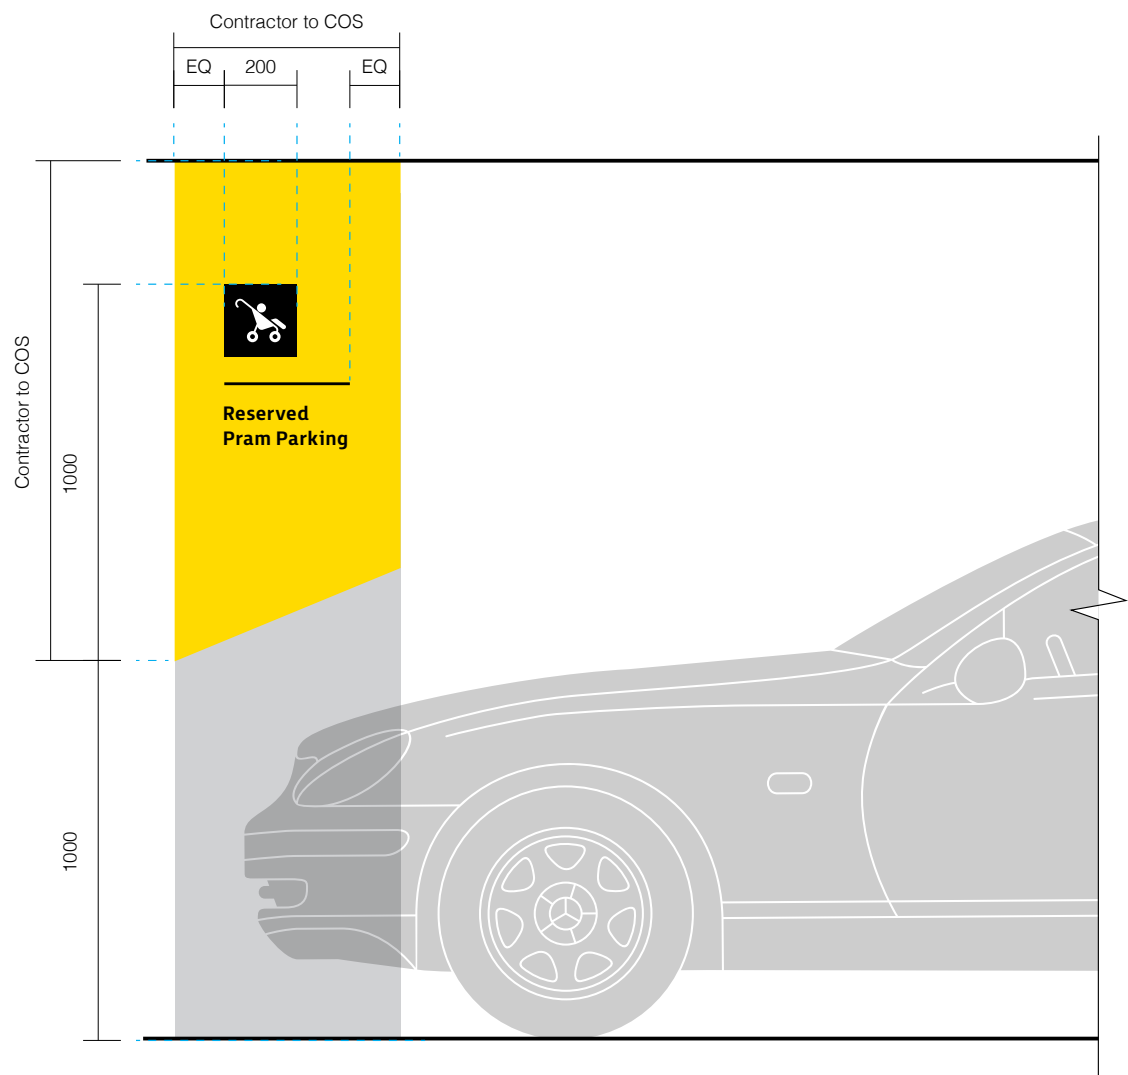 Contractor to COS
EQ
200
EQ
Contractor to COS
1000
Reserved
Pram Parking
1000